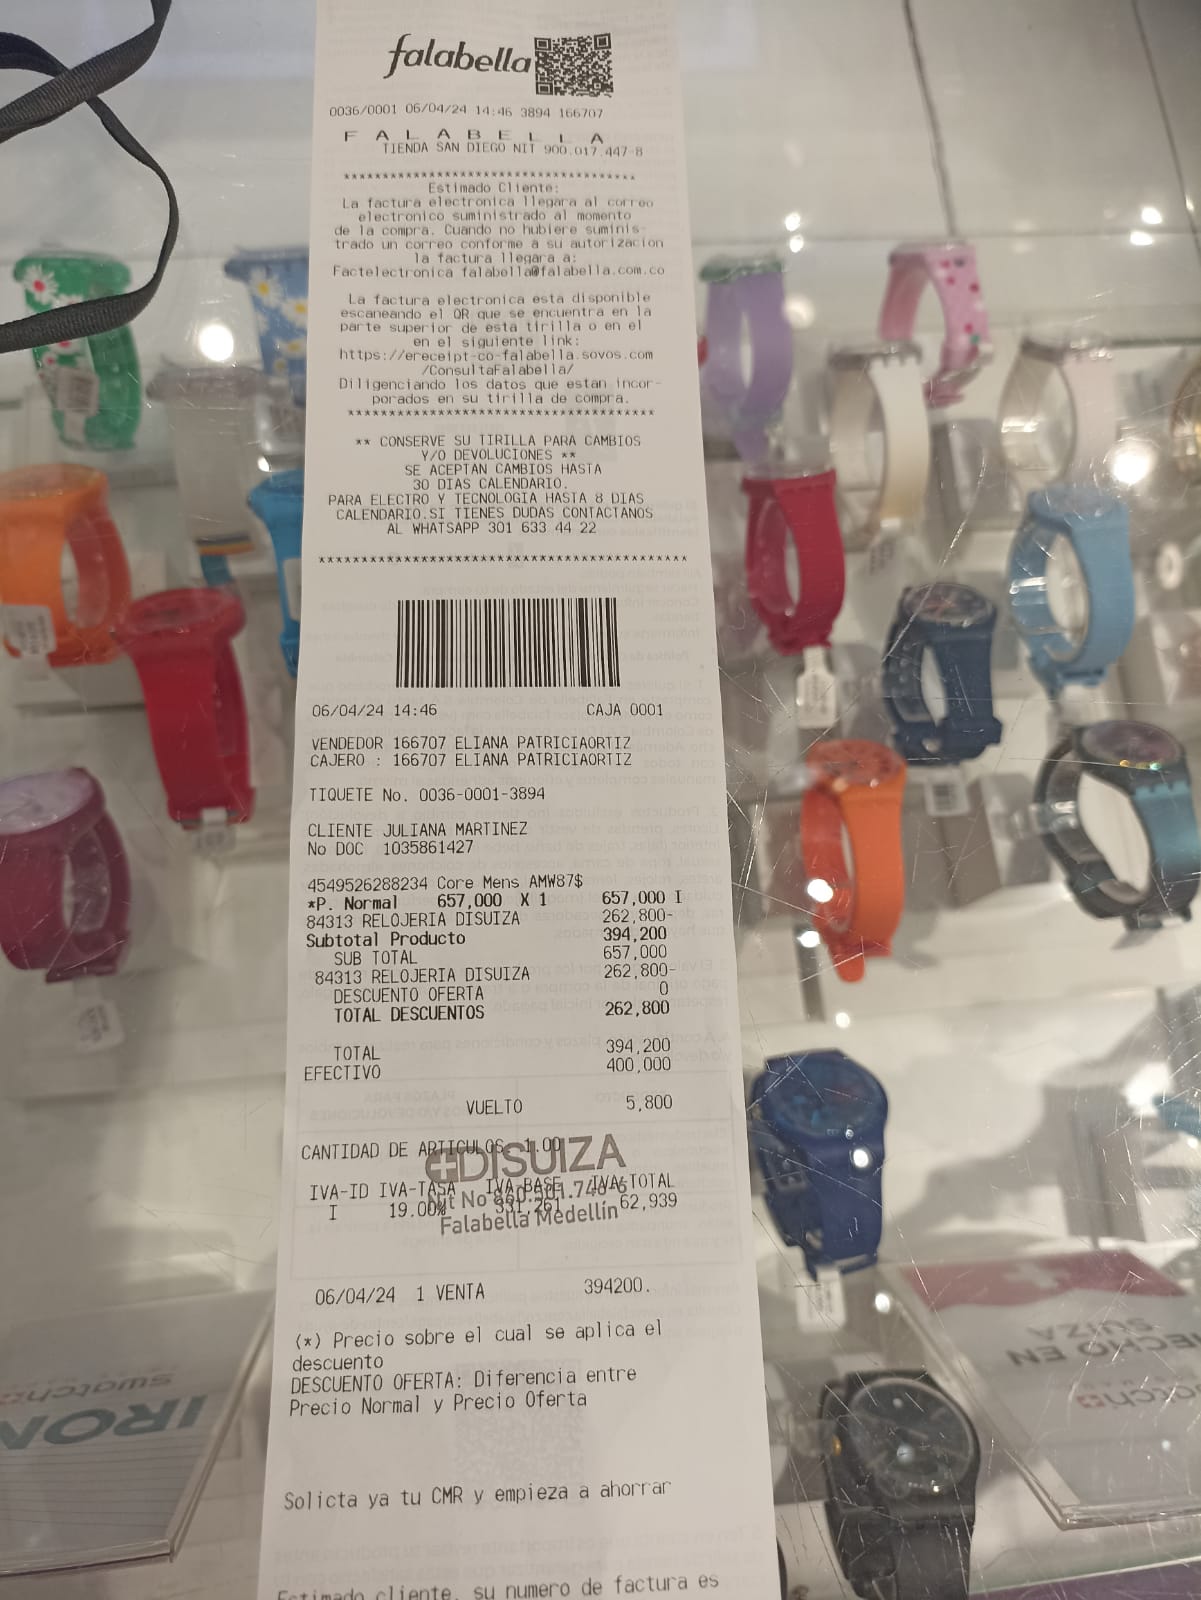 falabella
0036/0001 06/04/24 14:46 3894 166707
F A L A B E L L A
TIENDA SAN DIEGO NIT 900.017.447-8
************************************
Estimado Cliente:
La factura electronica llegara al correo
electronico suministrado al momento
de la compra. Cuando no hubiere suminis-
trado un correo conforme a su autorizacion
la factura llegara a:
Factelectronica falabella@falabella.com.co
La factura electronica esta disponible
escaneando el QR que se encuentra en la
parte superior de esta tirilla o en el
en el siguiente link:
https://ereceipt-co-falabella.sovos.com
/ConsultaFalabella/
Diligenciando los datos que estan incor-
porados en su tirilla de compra.
************************************
** CONSERVE SU TIRILLA PARA CAMBIOS
Y/O DEVOLUCIONES **
SE ACEPTAN CAMBIOS HASTA
30 DIAS CALENDARIO.
PARA ELECTRO Y TECNOLOGIA HASTA 8 DIAS
CALENDARIO.SI TIENES DUDAS CONTACTANOS
AL WHATSAPP 301 633 44 22
******************************************
06/04/24 14:46 CAJA 0001
VENDEDOR 166707 ELIANA PATRICIAORTIZ
CAJERO : 166707 ELIANA PATRICIAORTIZ
TIQUETE No. 0036-0001-3894
CLIENTE JULIANA MARTINEZ
No DOC 1035861427
4549526288234 Core Mens AMW87$
*P. Normal 657,000 X 1 657,000 I
84313 RELOJERIA DISUIZA 262,800-
Subtotal Producto 394,200
SUB TOTAL 657,000
84313 RELOJERIA DISUIZA 262,800-
DESCUENTO OFERTA 0
TOTAL DESCUENTOS 262,800
TOTAL 394,200
EFECTIVO 400,000
VUELTO 5,800
CANTIDAD DE ARTICULOS 1.00
DISUIZA
IVA-ID IVA-TASA IVA-BASE IVA-TOTAL
Nit No
I 19.00% 331,261 62,939
Falabella Medellín
06/04/24 1 VENTA 394200.
(*) Precio sobre el cual se aplica el
descuento
DESCUENTO OFERTA: Diferencia entre
Precio Normal y Precio Oferta
Solicta ya tu CMR y empieza a ahorrar
Estimado cliente, su numero de factura es
HECHO EN
SUIZA
swatch
swatch
IRON